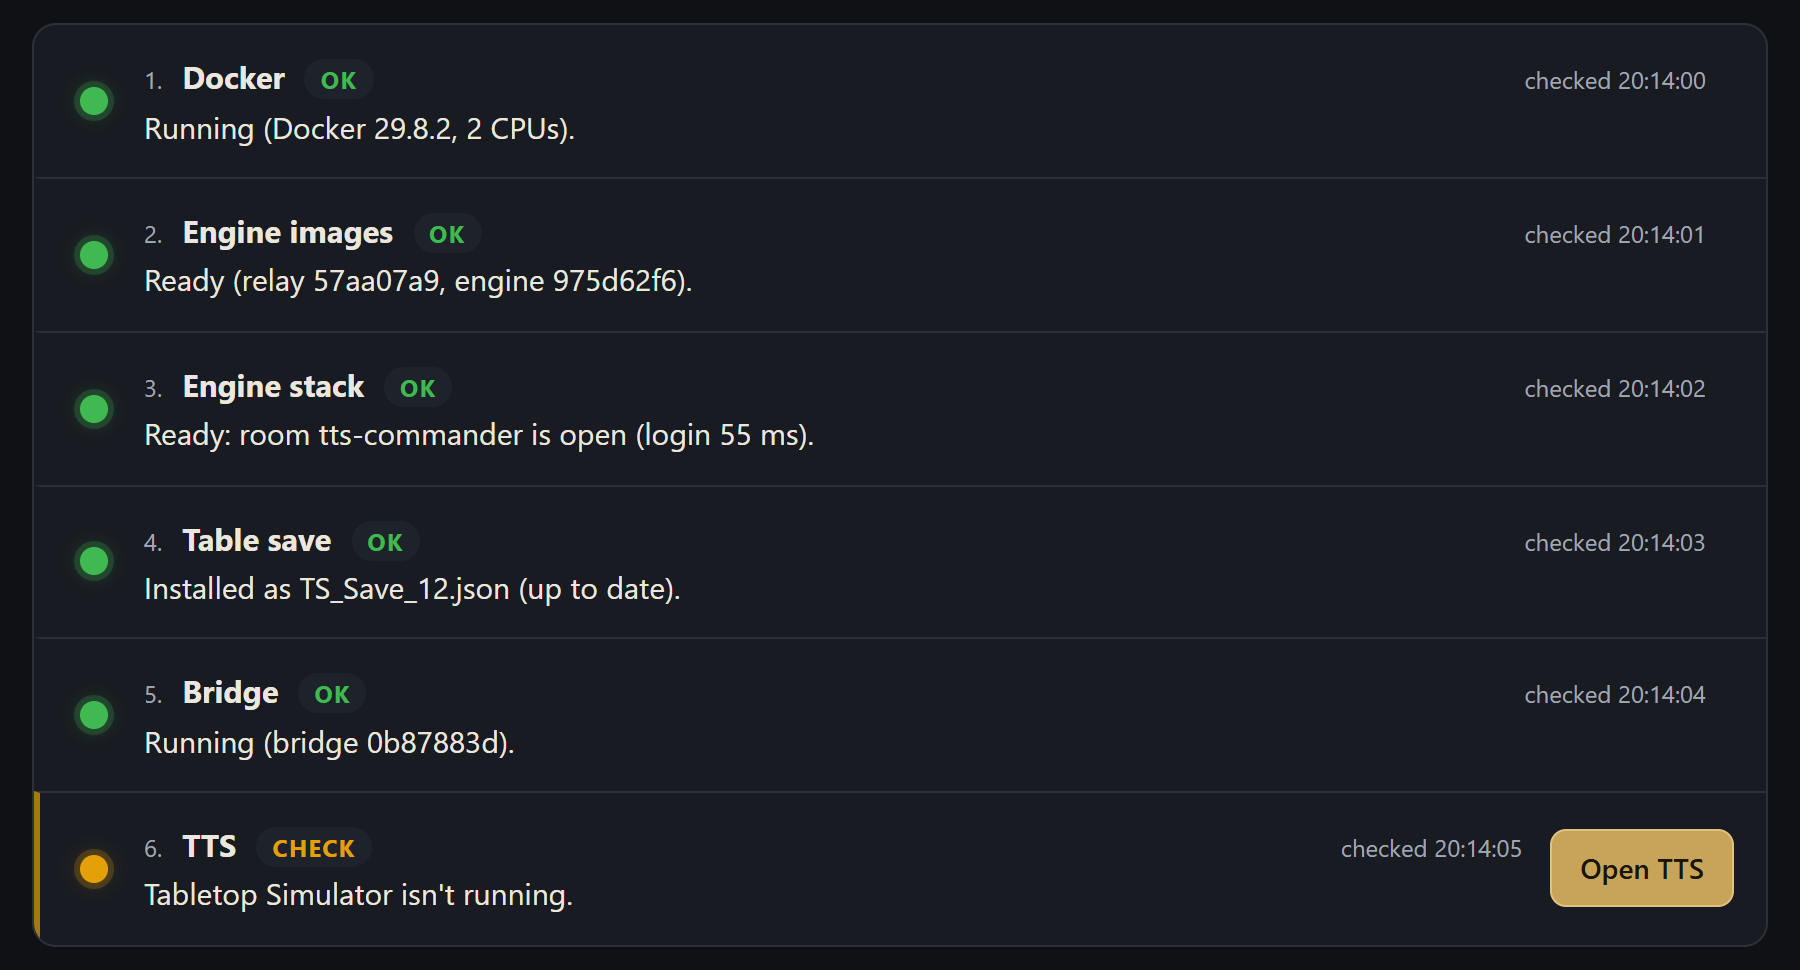 1. Docker OK checked 20:14:00
Running (Docker 29.8.2, 2 CPUs).
2. Engine images OK checked 20:14:01
Ready (relay 57aa07a9, engine 975d62f6).
3. Engine stack OK checked 20:14:02
Ready: room tts-commander is open (login 55 ms).
4. Table save OK checked 20:14:03
Installed as TS_Save_12.json (up to date).
5. Bridge OK checked 20:14:04
Running (bridge 0b87883d).
6. TTS CHECK checked 20:14:05
Open TTS
Tabletop Simulator isn't running.